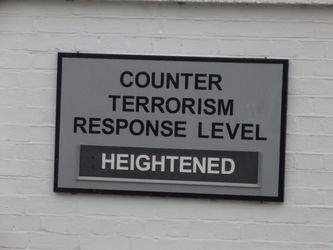 COUNTER
TERRORISM
RESPONSE LEVEL
HEIGHTENED